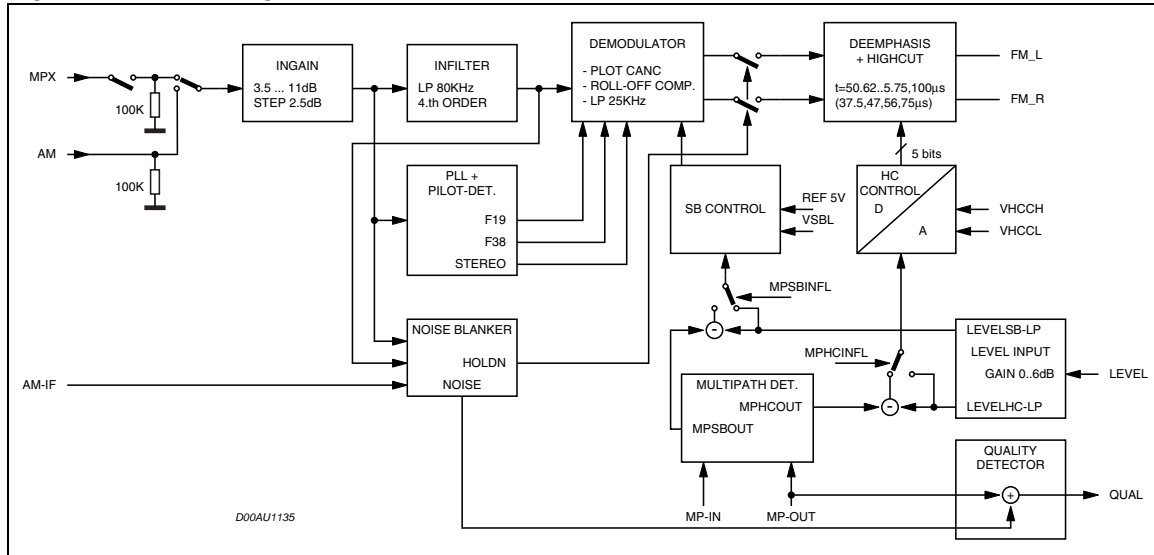 MPX
100K
AM
100K
INGAIN
3.5 ... 11dB
STEP 2.5dB
INFILTER
LP 80KHz
4.th ORDER
DEMODULATOR
- PLOT CANC
- ROLL-OFF COMP.
- LP 25KHz
DEEMPHASIS
+ HIGHCUT
t=50.62..5.75,100µs
(37.5,47,56,75µs)
FM_L
FM_R
PLL +
PILOT-DET.
F19
F38
STEREO
SB CONTROL
REF 5V
VSBL
5 bits
HC
CONTROL
D
A
VHCCH
VHCCL
MPSBINFL
-
NOISE BLANKER
HOLDN
NOISE
AM-IF
MPHCINFL
-
LEVELSB-LP
LEVEL INPUT
GAIN 0..6dB
LEVELHC-LP
LEVEL
MULTIPATH DET.
MPHCOUT
MPSBOUT
MP-IN
MP-OUT
QUALITY
DETECTOR
+
QUAL
D00AU1135